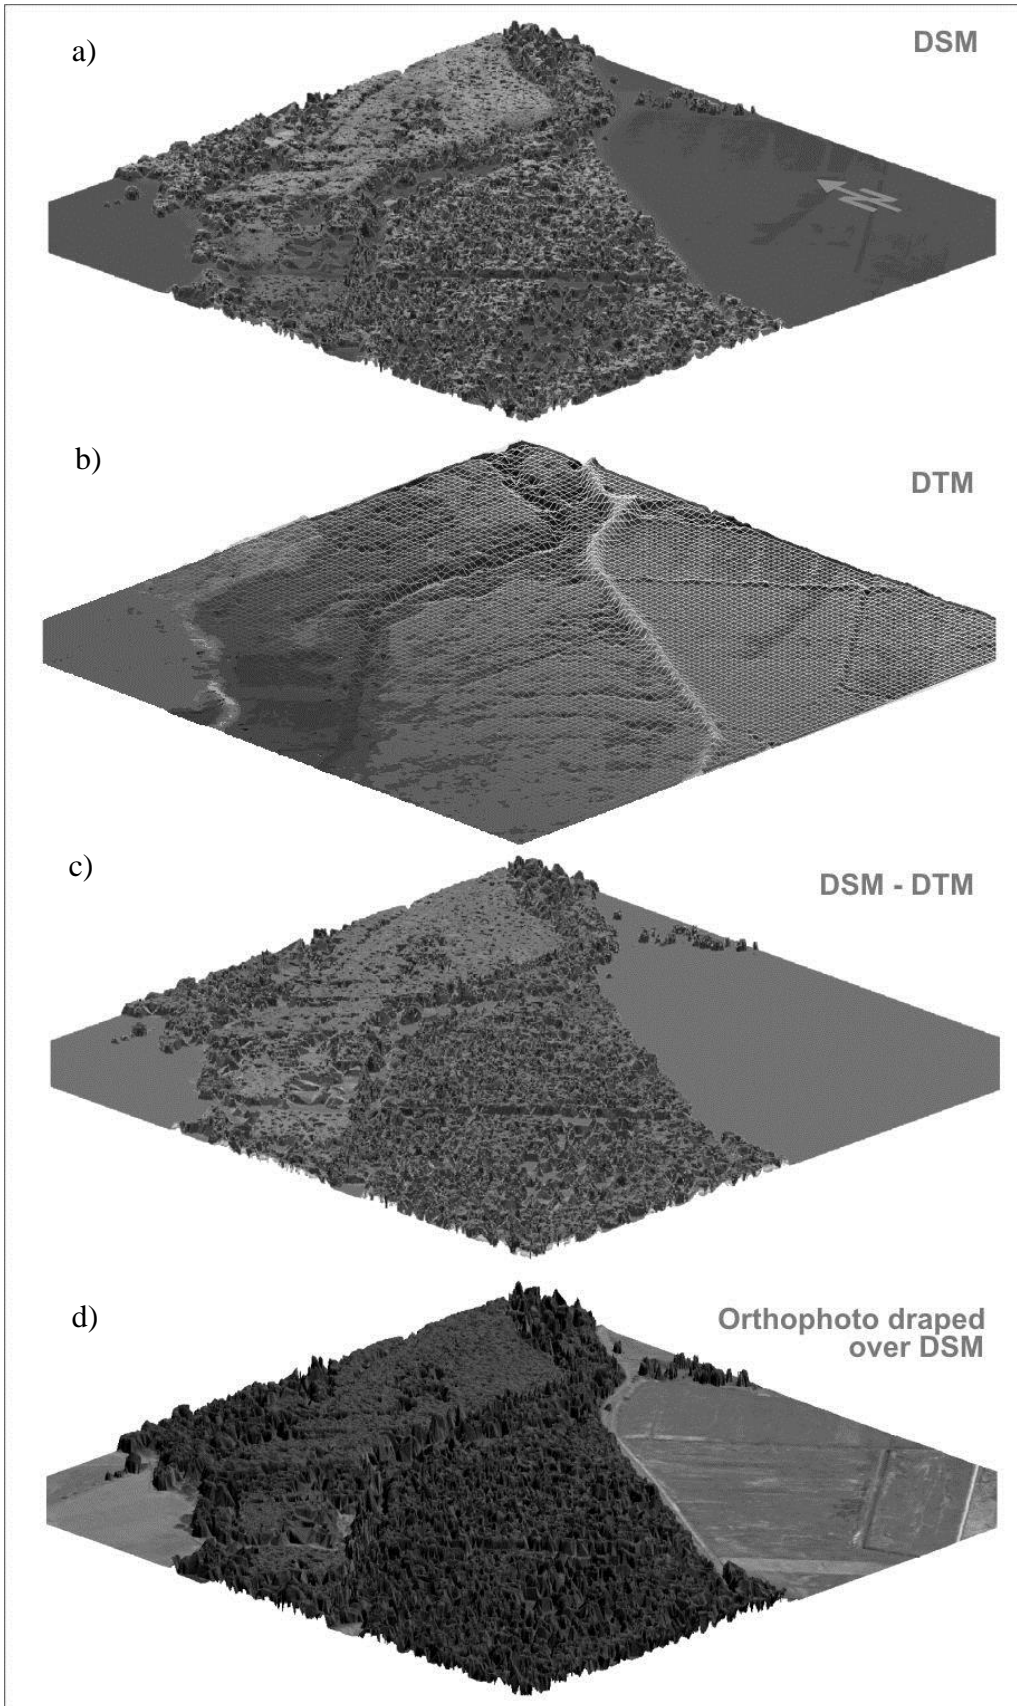 a)
DSM
N
b)
DTM
c)
DSM - DTM
d)
Orthophoto draped
over DSM